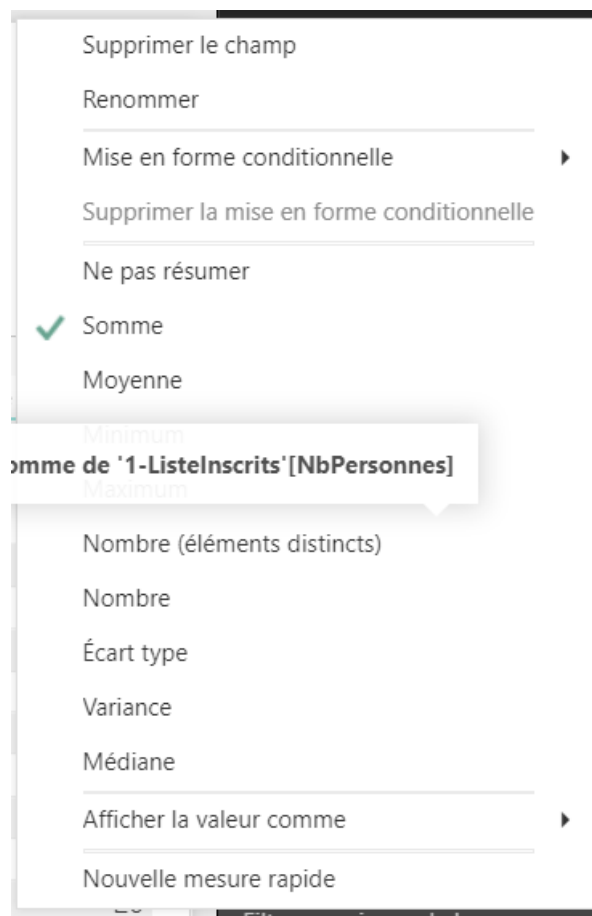 Supprimer le champ
Renommer
Mise en forme conditionnelle
Supprimer la mise en forme conditionnelle
Ne pas résumer
Somme
Moyenne
Minimum
omme de '1-ListeInscrits'[NbPersonnes]
Maximum
Nombre (éléments distincts)
Nombre
Écart type
Variance
Médiane
Afficher la valeur comme
Nouvelle mesure rapide